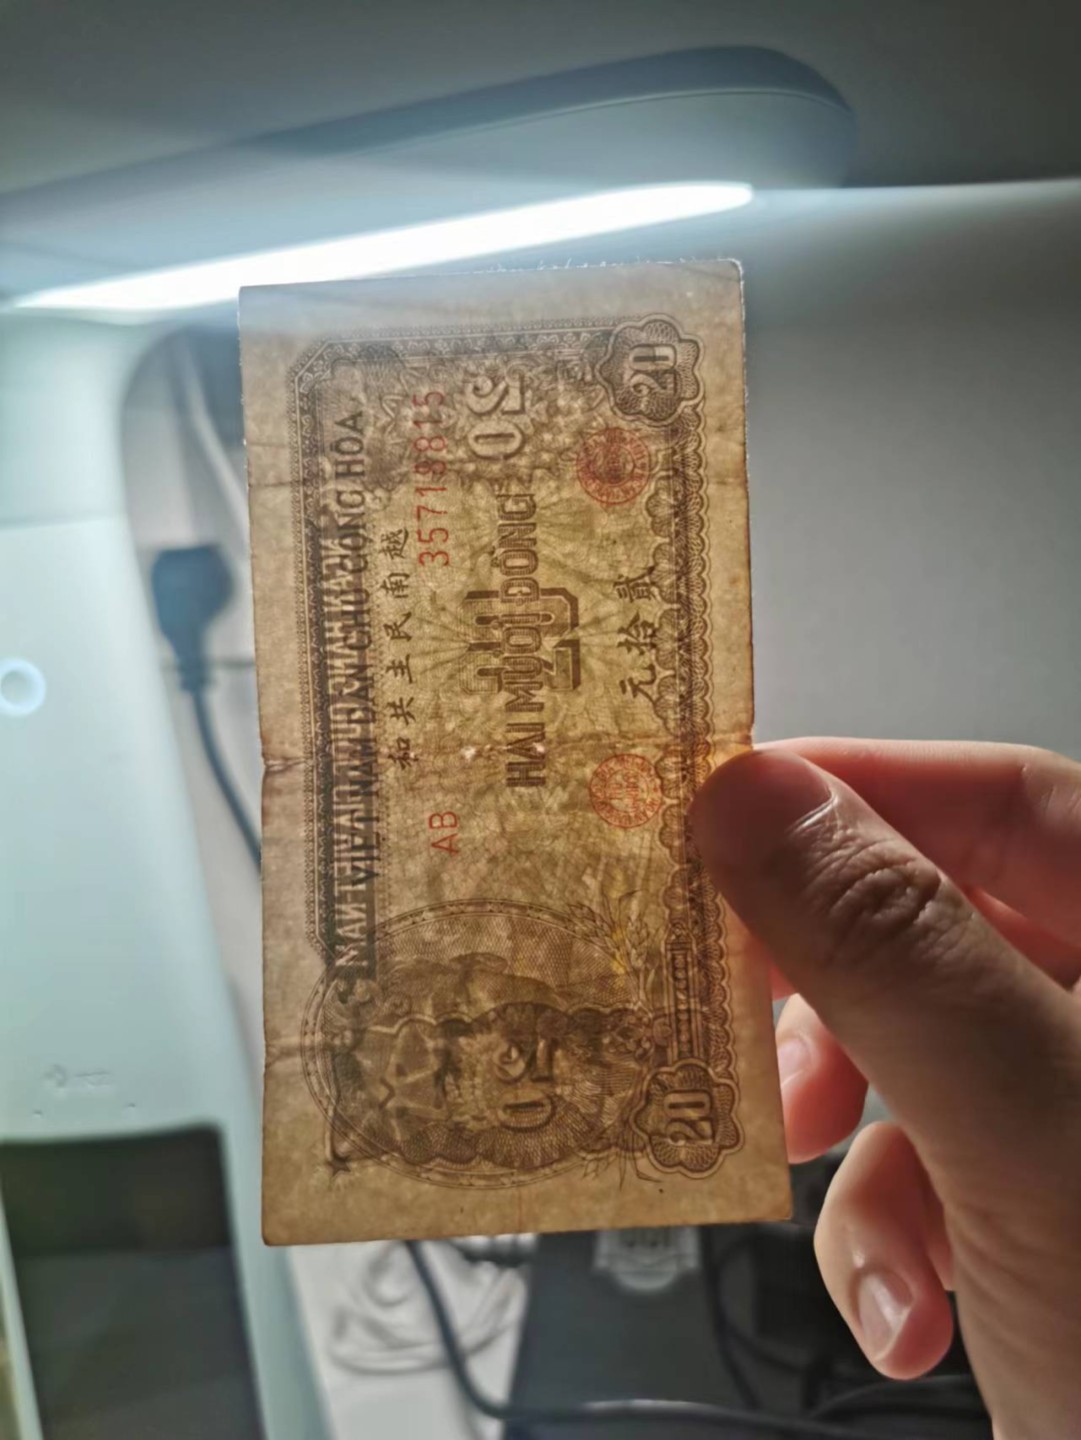 VIỆT NAM DÂN CHỦ CỘNG HÒA
越南民主共和
AB 35719815
HAI MƯƠI ĐỒNG
貳拾元
20 20